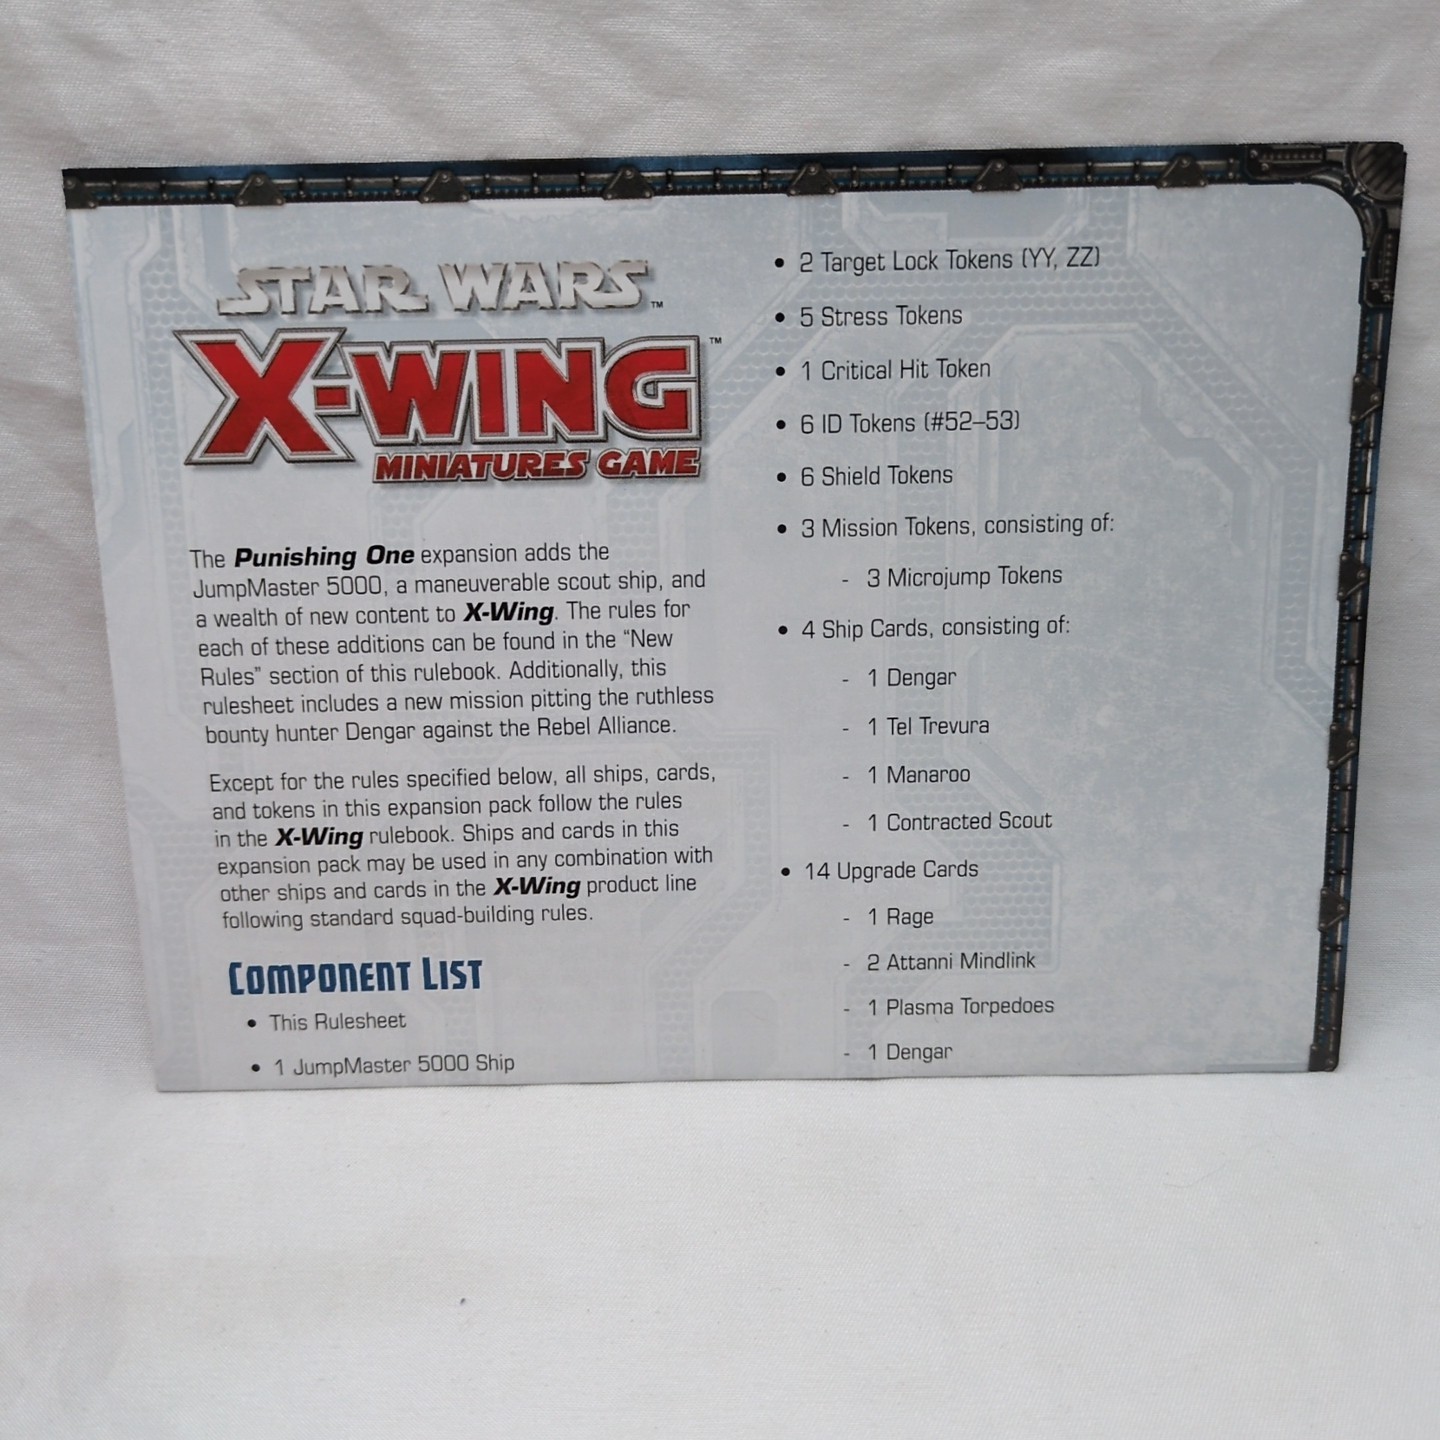 STAR WARS™
X-WING™
MINIATURES GAME
The Punishing One expansion adds the
JumpMaster 5000, a maneuverable scout ship, and
a wealth of new content to X-Wing. The rules for
each of these additions can be found in the “New
Rules” section of this rulebook. Additionally, this
rulesheet includes a new mission pitting the ruthless
bounty hunter Dengar against the Rebel Alliance.
Except for the rules specified below, all ships, cards,
and tokens in this expansion pack follow the rules
in the X-Wing rulebook. Ships and cards in this
expansion pack may be used in any combination with
other ships and cards in the X-Wing product line
following standard squad-building rules.
COMPONENT LIST
• This Rulesheet
• 1 JumpMaster 5000 Ship
• 2 Target Lock Tokens (YY, ZZ)
• 5 Stress Tokens
• 1 Critical Hit Token
• 6 ID Tokens (#52–53)
• 6 Shield Tokens
• 3 Mission Tokens, consisting of:
- 3 Microjump Tokens
• 4 Ship Cards, consisting of:
- 1 Dengar
- 1 Tel Trevura
- 1 Manaroo
- 1 Contracted Scout
• 14 Upgrade Cards
- 1 Rage
- 2 Attanni Mindlink
- 1 Plasma Torpedoes
- 1 Dengar